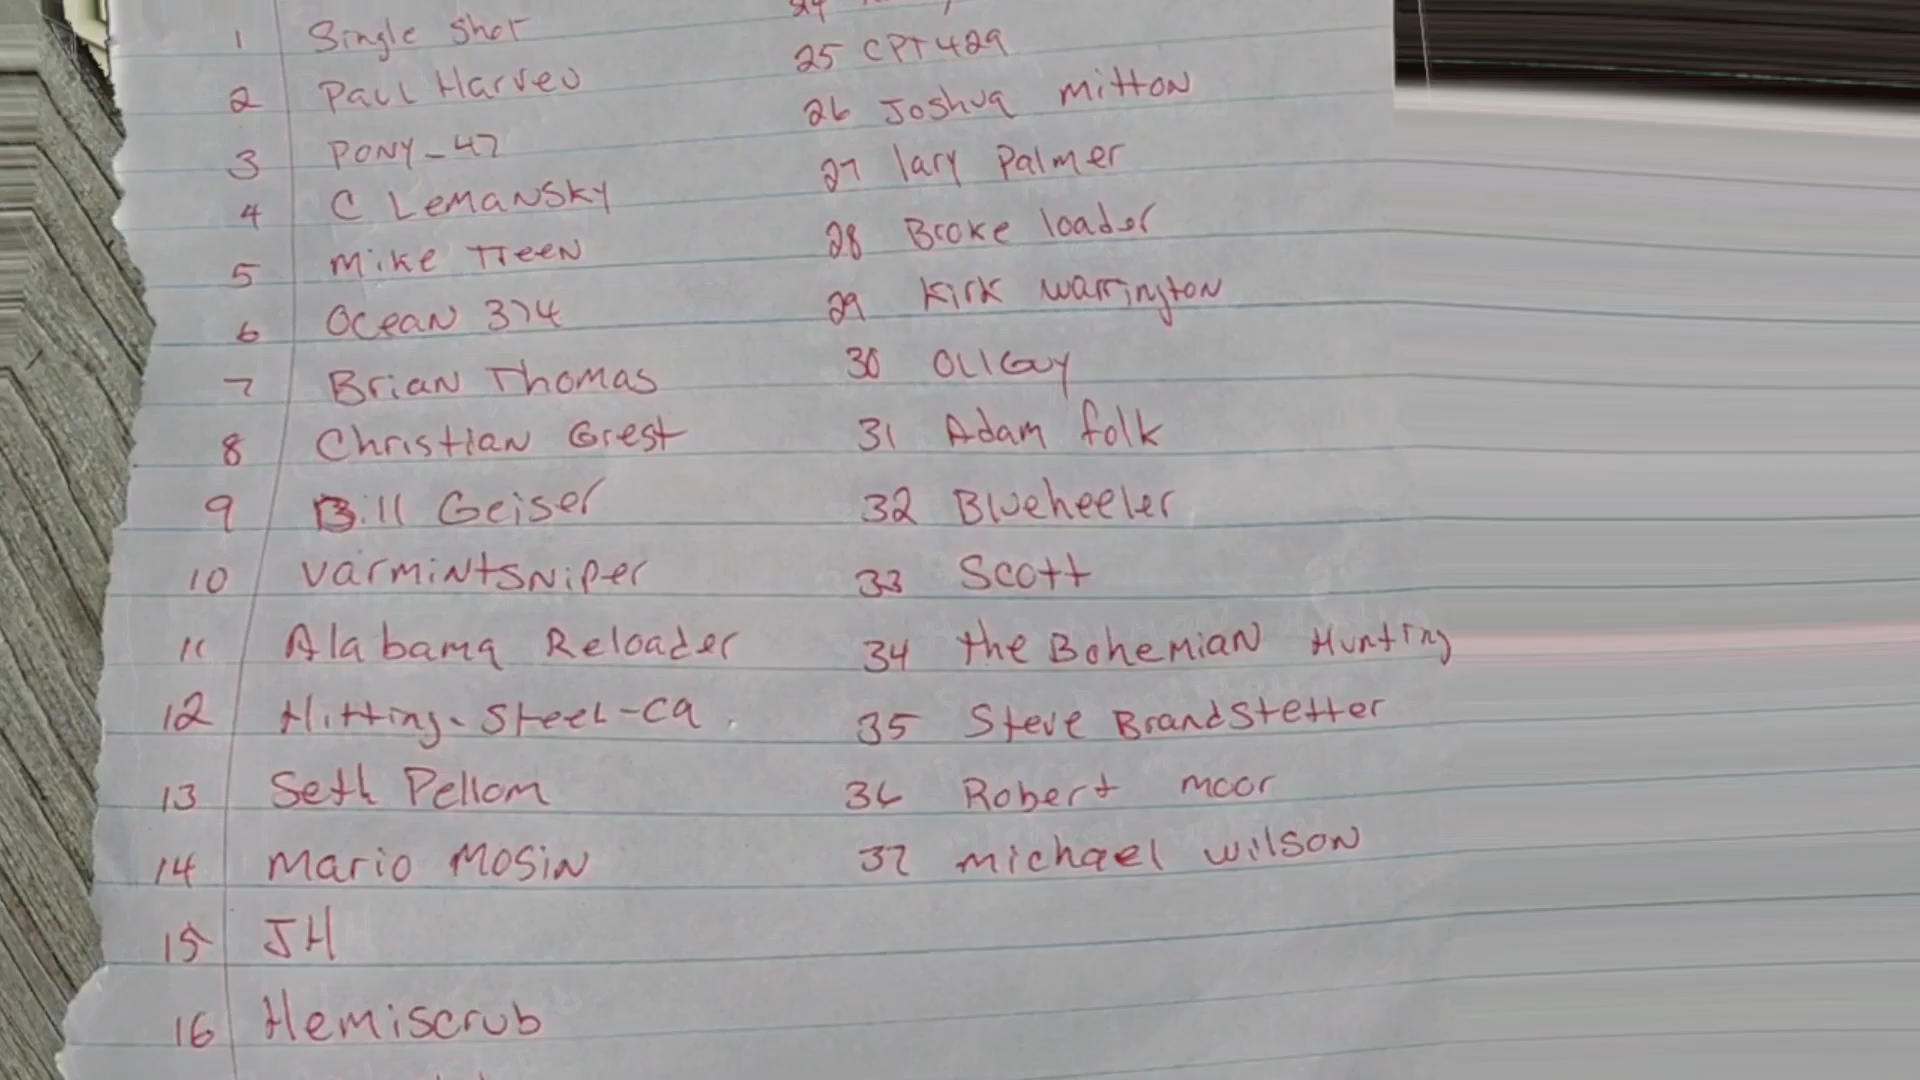 1 Single Shot
2 Paul Harveu
3 PONY-47
4 C LemanSKY
5 Mike Treen
6 Ocean 374
7 Brian Thomas
8 Christian Grest
9 Bill Geiser
10 varmintsniper
11 Alabama Reloader
12 Hitting-Steel-ca
13 Seth Pellom
14 Mario Mosin
15 JH
16 Hemiscrub
24
25 CPT429
26 Joshua mitton
27 lary Palmer
28 Broke loader
29 Kirk warrington
30 OllGuy
31 Adam folk
32 Blueheeler
33 Scott
34 the Bohemian Hunting
35 Steve Brandstetter
36 Robert moor
37 michael wilson